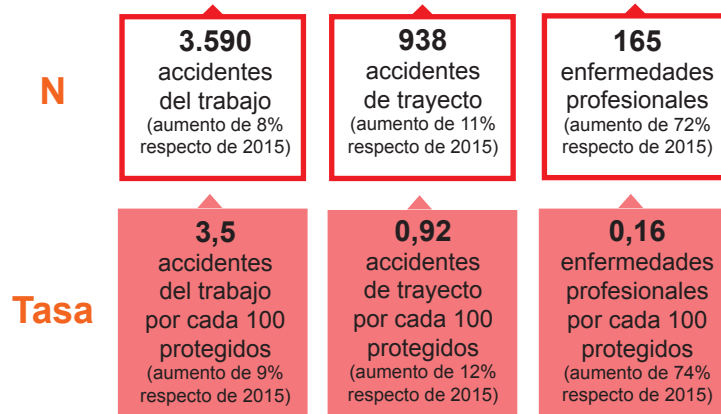 N
3.590
accidentes
del trabajo
(aumento de 8%
respecto de 2015)
938
accidentes
de trayecto
(aumento de 11%
respecto de 2015)
165
enfermedades
profesionales
(aumento de 72%
respecto de 2015)
Tasa
3,5
accidentes
del trabajo
por cada 100
protegidos
(aumento de 9%
respecto de 2015)
0,92
accidentes
de trayecto
por cada 100
protegidos
(aumento de 12%
respecto de 2015)
0,16
enfermedades
profesionales
por cada 100
protegidos
(aumento de 74%
respecto de 2015)